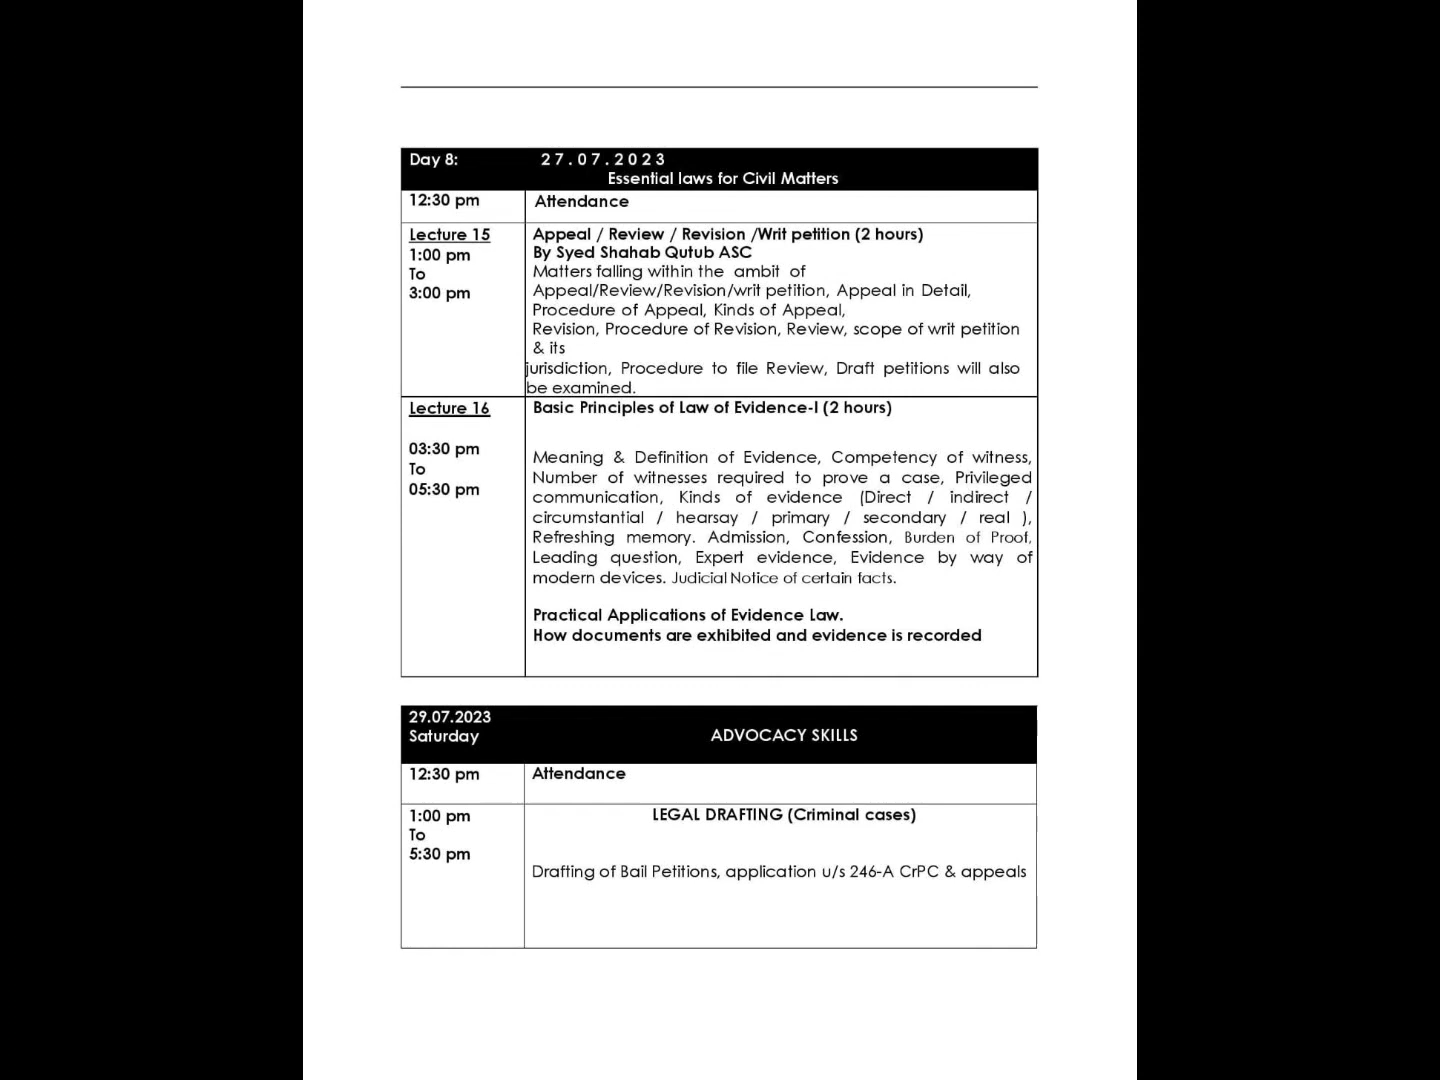 Day 8: 27.07.2023
Essential laws for Civil Matters
12:30 pm Attendance
Lecture 15
1:00 pm
To
3:00 pm
Appeal / Review / Revision /Writ petition (2 hours)
By Syed Shahab Qutub ASC
Matters falling within the ambit of
Appeal/Review/Revision/writ petition, Appeal in Detail,
Procedure of Appeal, Kinds of Appeal,
Revision, Procedure of Revision, Review, scope of writ petition
& its
jurisdiction, Procedure to file Review, Draft petitions will also
be examined.
Lecture 16
03:30 pm
To
05:30 pm
Basic Principles of Law of Evidence-I (2 hours)
Meaning & Definition of Evidence, Competency of witness,
Number of witnesses required to prove a case, Privileged
communication, Kinds of evidence (Direct / indirect /
circumstantial / hearsay / primary / secondary / real ),
Refreshing memory. Admission, Confession, Burden of Proof,
Leading question, Expert evidence, Evidence by way of
modern devices. Judicial Notice of certain facts.
Practical Applications of Evidence Law.
How documents are exhibited and evidence is recorded
29.07.2023
Saturday
ADVOCACY SKILLS
12:30 pm Attendance
1:00 pm
To
5:30 pm
LEGAL DRAFTING (Criminal cases)
Drafting of Bail Petitions, application u/s 246-A CrPC & appeals